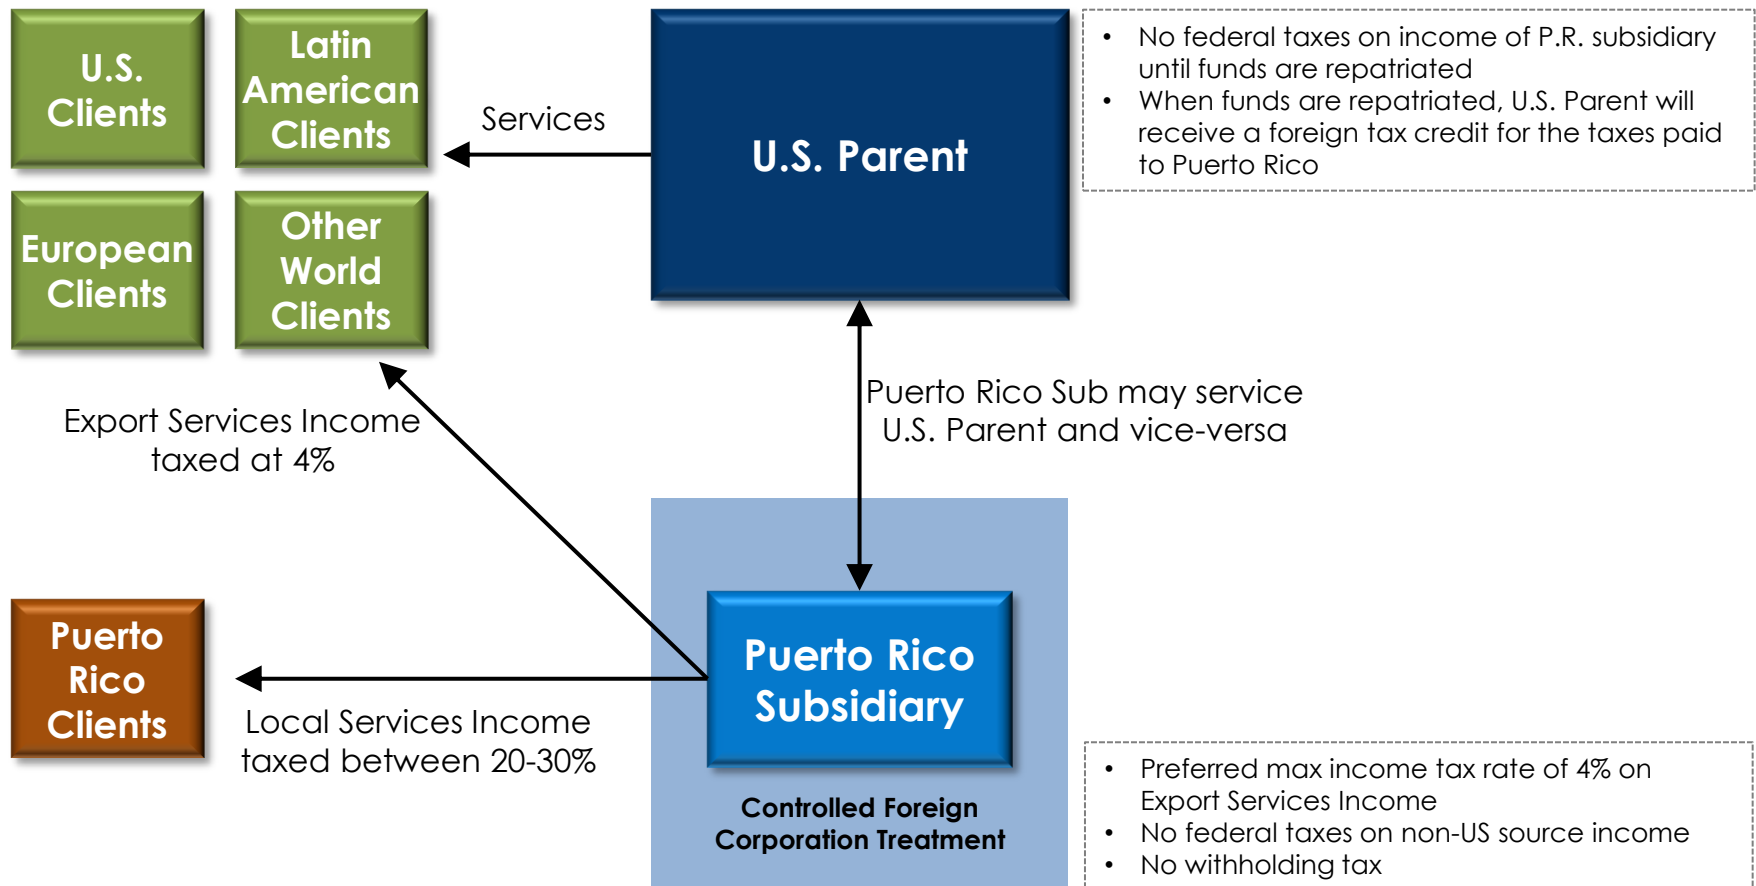 U.S.
Clients
Latin
American
Clients
European
Clients
Other
World
Clients
Services
U.S. Parent
• No federal taxes on income of P.R. subsidiary
until funds are repatriated
• When funds are repatriated, U.S. Parent will
receive a foreign tax credit for the taxes paid
to Puerto Rico
Export Services Income
taxed at 4%
Puerto Rico Sub may service
U.S. Parent and vice-versa
Puerto
Rico
Clients
Local Services Income
taxed between 20-30%
Puerto Rico
Subsidiary
Controlled Foreign
Corporation Treatment
• Preferred max income tax rate of 4% on
Export Services Income
• No federal taxes on non-US source income
• No withholding tax